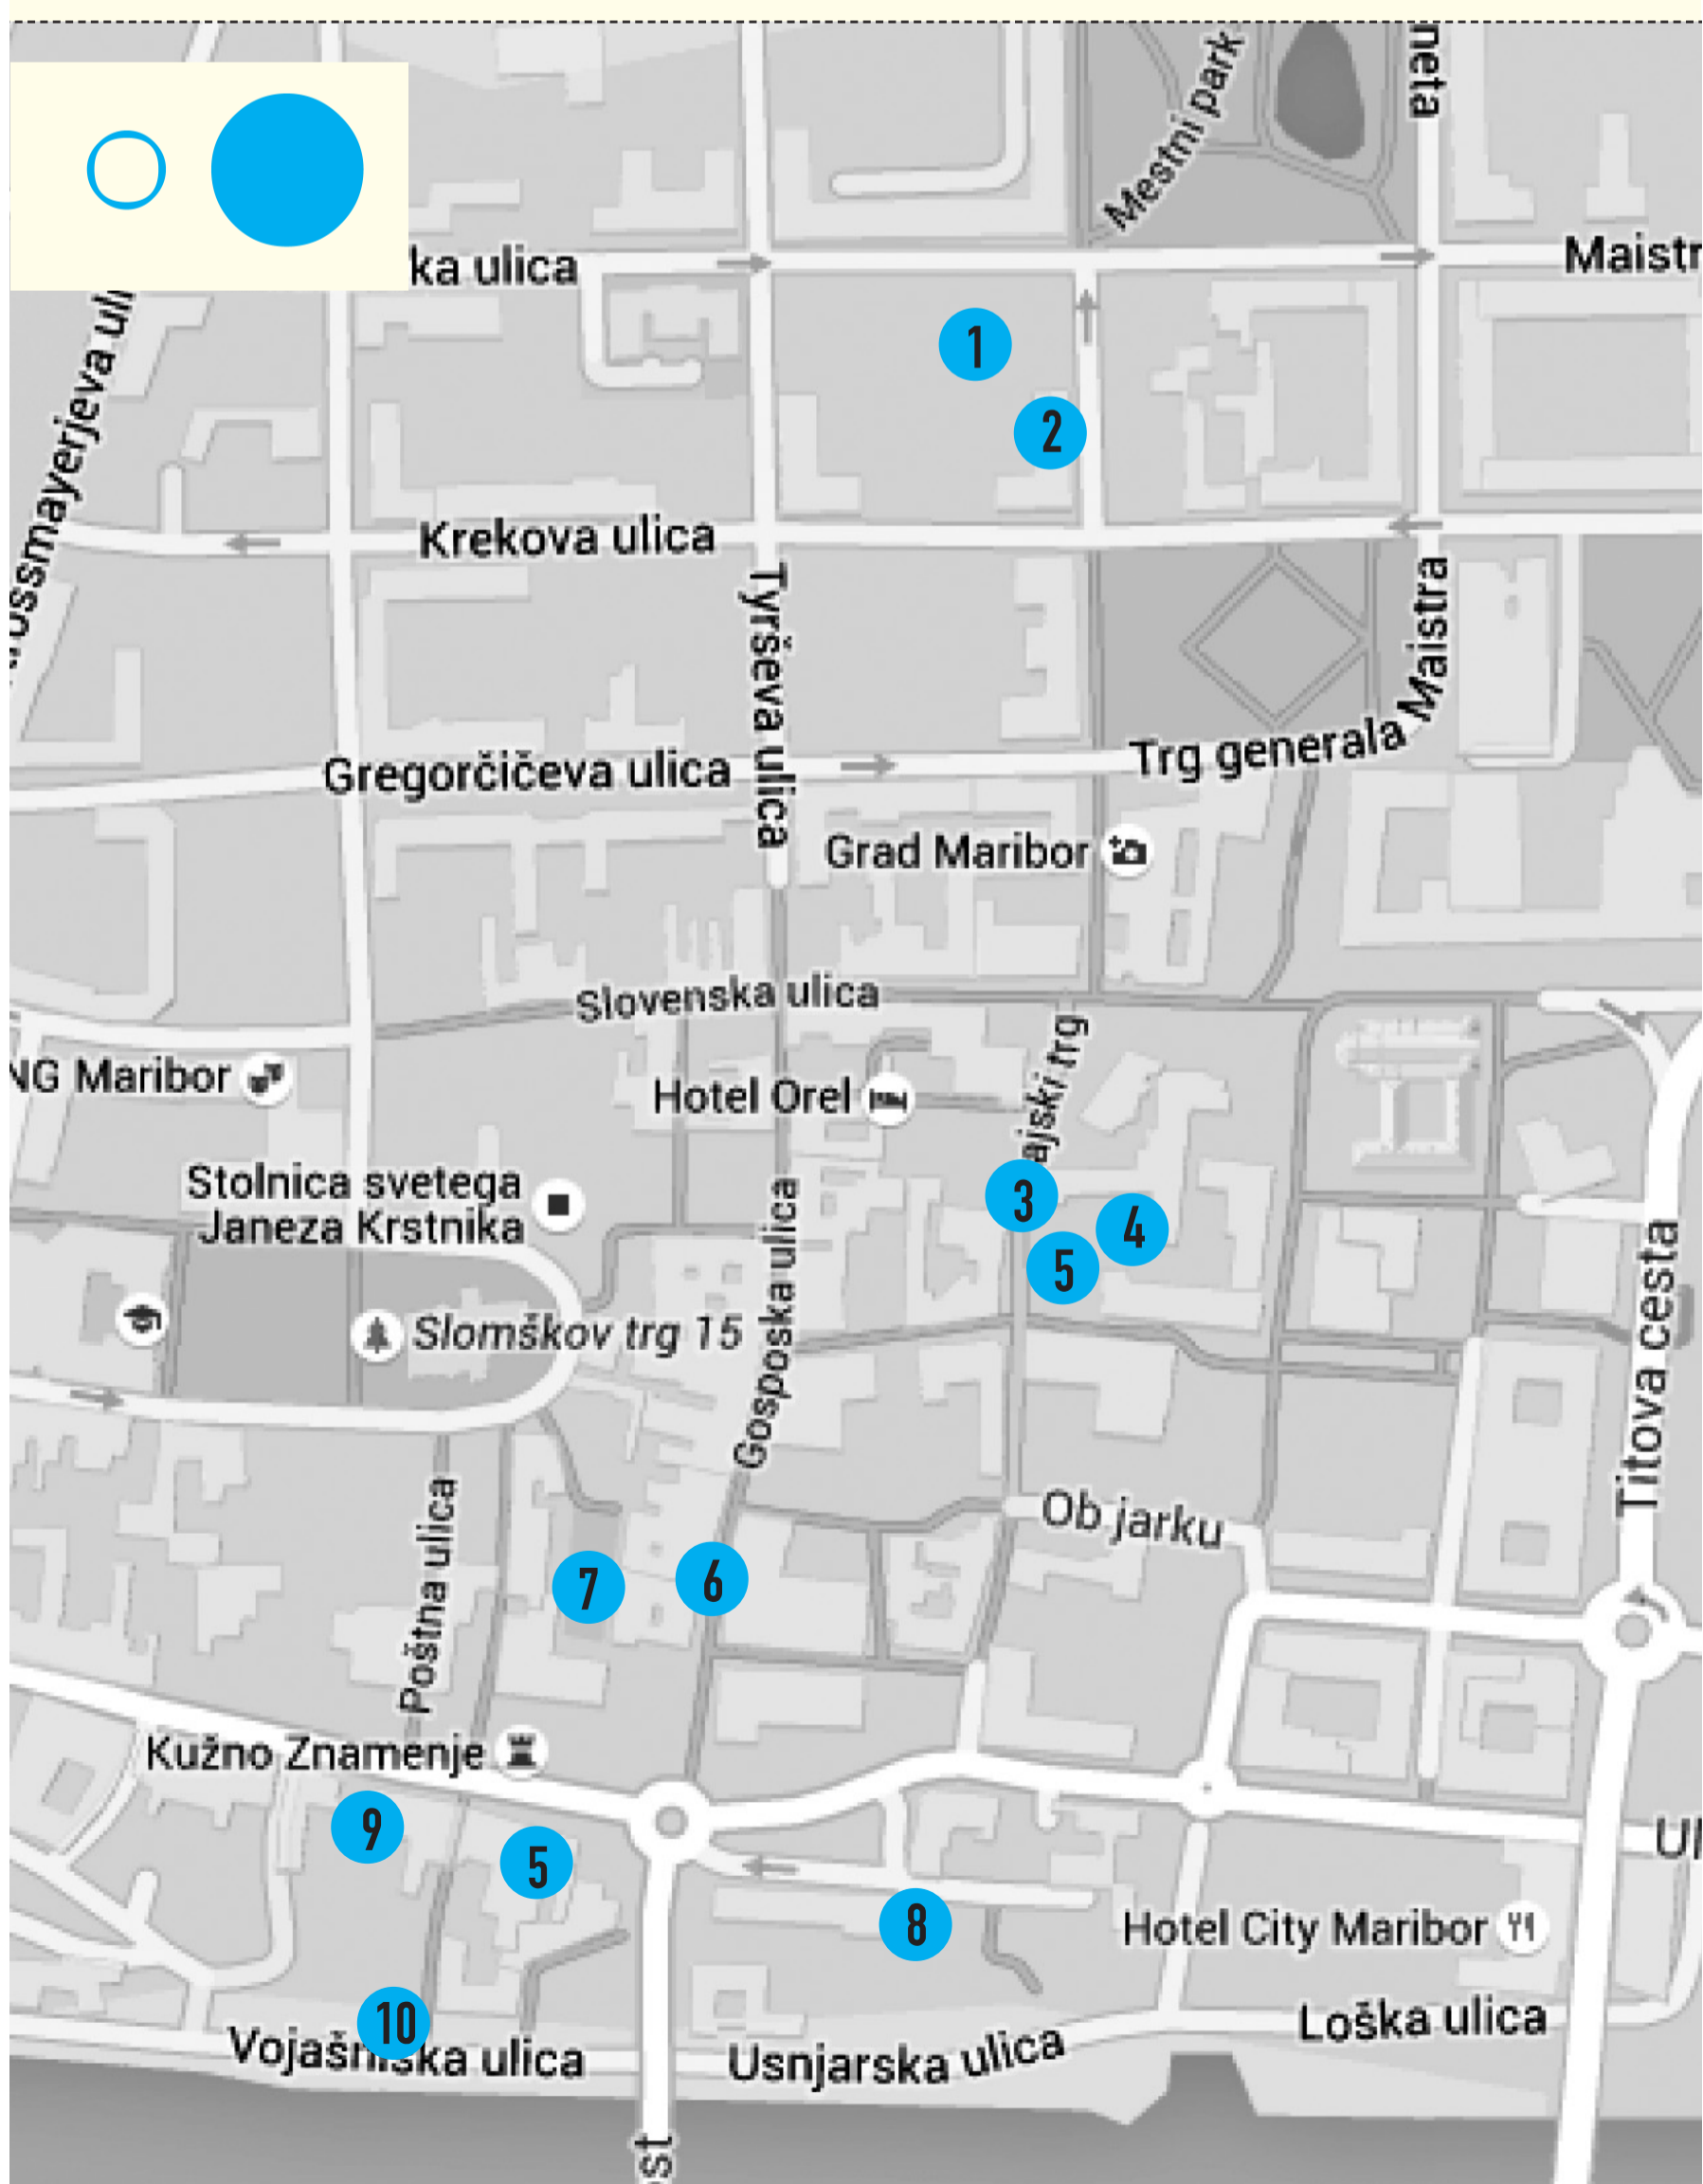 Mestni park
neta
ka ulica
Maistr
1
2
ossmayerjeva uli
Krekova ulica
Tyrševa ulica
Maistra
Gregorčičeva ulica
Trg generala
Grad Maribor
Slovenska ulica
ajski trg
NG Maribor
Hotel Orel
Stolnica svetega
Janeza Krstnika
3
4
5
Gosposka ulica
Titova cesta
Slomškov trg 15
Ob jarku
Poštna ulica
7
6
Kužno Znamenje
9
5
8
Hotel City Maribor
10
Vojašniška ulica
Usnjarska ulica
Loška ulica
st